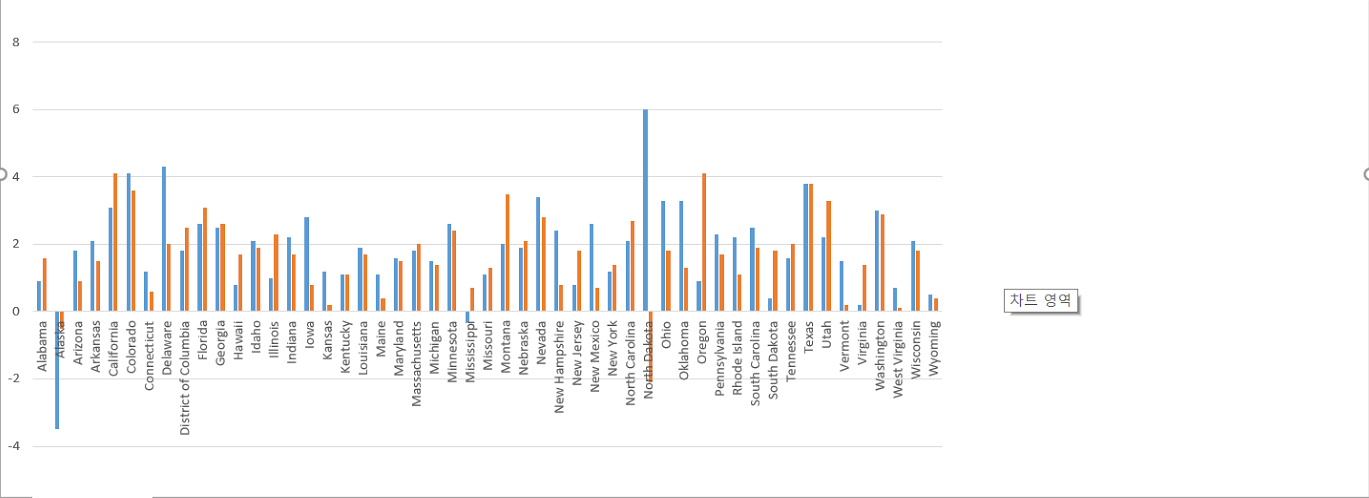 8
6
4
2
0
-2
-4
Alabama
Alaska
Arizona
Arkansas
California
Colorado
Connecticut
Delaware
District of Columbia
Florida
Georgia
Hawaii
Idaho
Illinois
Indiana
Iowa
Kansas
Kentucky
Louisiana
Maine
Maryland
Massachusetts
Michigan
Minnesota
Mississippi
Missouri
Montana
Nebraska
Nevada
New Hampshire
New Jersey
New Mexico
New York
North Carolina
North Dakota
Ohio
Oklahoma
Oregon
Pennsylvania
Rhode Island
South Carolina
South Dakota
Tennessee
Texas
Utah
Vermont
Virginia
Washington
West Virginia
Wisconsin
Wyoming
차트 영역